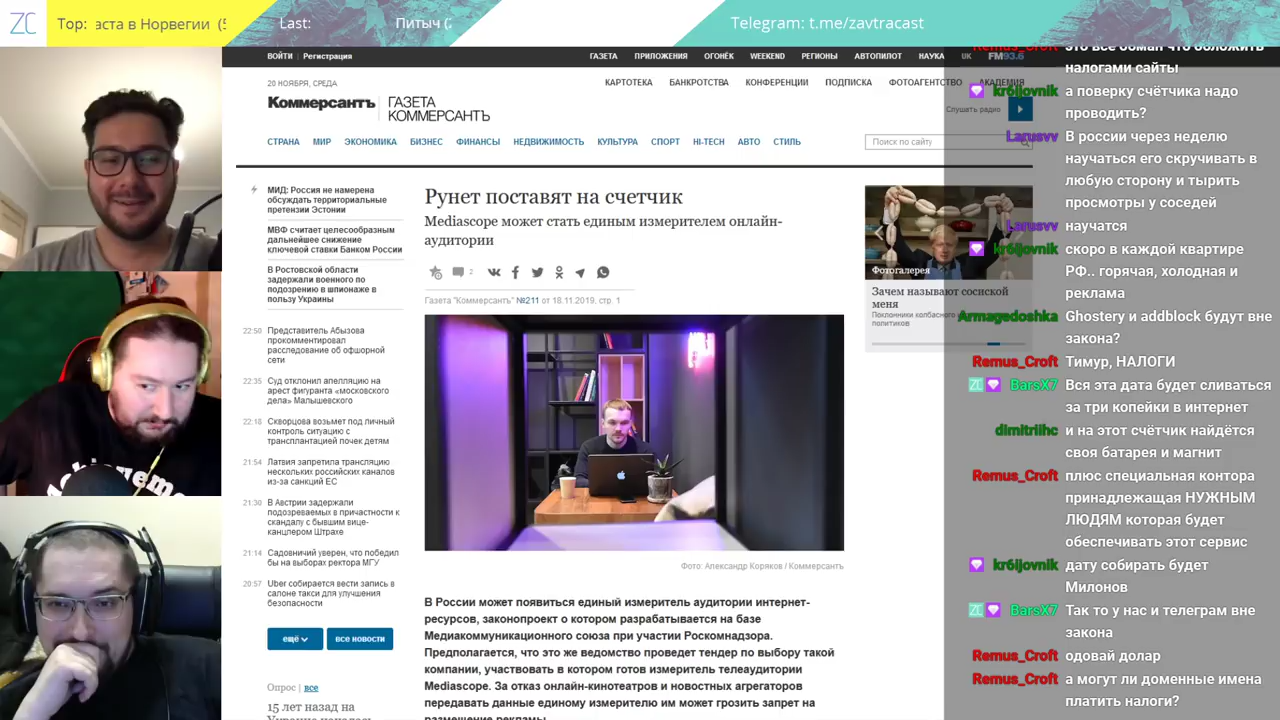 ZC
Top: аста в Норвегии (5
Last:
Питыч (2
Telegram: t.me/zavtracast
ВОЙТИ | Регистрация
ГАЗЕТА ПРИЛОЖЕНИЯ ОГОНЁК WEEKEND РЕГИОНЫ АВТОПИЛОТ НАУКА UK FM93.6
20 НОЯБРЯ, СРЕДА
КАРТОТЕКА БАНКРОТСТВА КОНФЕРЕНЦИИ ПОДПИСКА ФОТОАГЕНТСТВО АКАДЕМИЯ
Коммерсантъ
ГАЗЕТА
КОММЕРСАНТЪ
Слушать радио
СТРАНА МИР ЭКОНОМИКА БИЗНЕС ФИНАНСЫ НЕДВИЖИМОСТЬ КУЛЬТУРА СПОРТ HI-TECH АВТО СТИЛЬ
Поиск по сайту
МИД: Россия не намерена
обсуждать территориальные
претензии Эстонии
МВФ считает целесообразным
дальнейшее снижение
ключевой ставки Банком России
В Ростовской области
задержали военного по
подозрению в шпионаже в
пользу Украины
22:50 Представитель Абызова
прокомментировал
расследование об офшорной
сети
22:35 Суд отклонил апелляцию на
арест фигуранта «московского
дела» Малышевского
22:18 Скворцова возьмет под личный
контроль ситуацию с
трансплантацией почек детям
21:54 Латвия запретила трансляцию
нескольких российских каналов
из-за санкций ЕС
21:30 В Австрии задержали
подозреваемых в причастности к
скандалу с бывшим вице-
канцлером Штрахе
21:14 Садовничий уверен, что победил
бы на выборах ректора МГУ
20:57 Uber собирается вести запись в
салоне такси для улучшения
безопасности
ещё
все новости
Опрос | все
15 лет назад на
Рунет поставят на счетчик
Mediascope может стать единым измерителем онлайн-
аудитории
2
Газета "Коммерсантъ" №211 от 18.11.2019, стр. 1
Фото: Александр Коряков / Коммерсантъ
В России может появиться единый измеритель аудитории интернет-
ресурсов, законопроект о котором разрабатывается на базе
Медиакоммуникационного союза при участии Роскомнадзора.
Предполагается, что это же ведомство проведет тендер по выбору такой
компании, участвовать в котором готов измеритель телеаудитории
Mediascope. За отказ онлайн-кинотеатров и новостных агрегаторов
передавать данные единому измерителю им может грозить запрет на
размещение рекламы.
Фотогалерея
Зачем называют сосиской
меня
Поклонники колбасного
политиков
Remus_Croft это все обман что обложить
налогами сайты
kr6ijovnik а поверку счётчика надо
проводить?
Larusvv В россии через неделю
научаться его скручивать в
любую сторону и тырить
просмотры у соседей
Larusvv научатся
kr6ijovnik скоро в каждой квартире
РФ.. горячая, холодная и
реклама
Armagedoshka Ghostery и addblock будут вне
закона?
Remus_Croft Тимур, НАЛОГИ
BarsX7 Вся эта дата будет сливаться
за три копейки в интернет
dimitriihc и на этот счётчик найдётся
своя батарея и магнит
Remus_Croft плюс специальная контора
принадлежащая НУЖНЫМ
ЛЮДЯМ которая будет
обеспечивать этот сервис
kr6ijovnik дату собирать будет
Милонов
BarsX7 Так то у нас и телеграм вне
закона
Remus_Croft одовай долар
Remus_Croft а могут ли доменные имена
платить налоги?